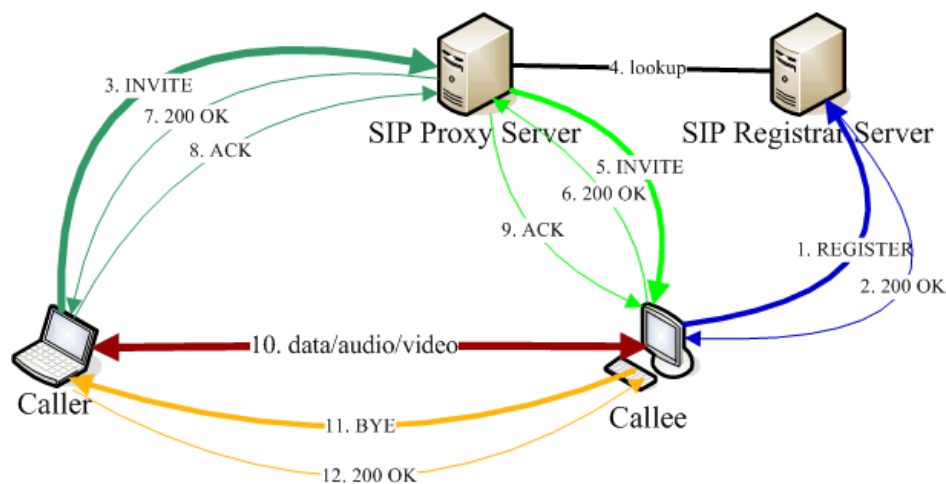 3. INVITE
4. lookup
7. 200 OK
SIP Proxy Server
SIP Registrar Server
8. ACK
5. INVITE
6. 200 OK
9. ACK
1. REGISTER
2. 200 OK
10. data/audio/video
Caller
11. BYE
Callee
12. 200 OK